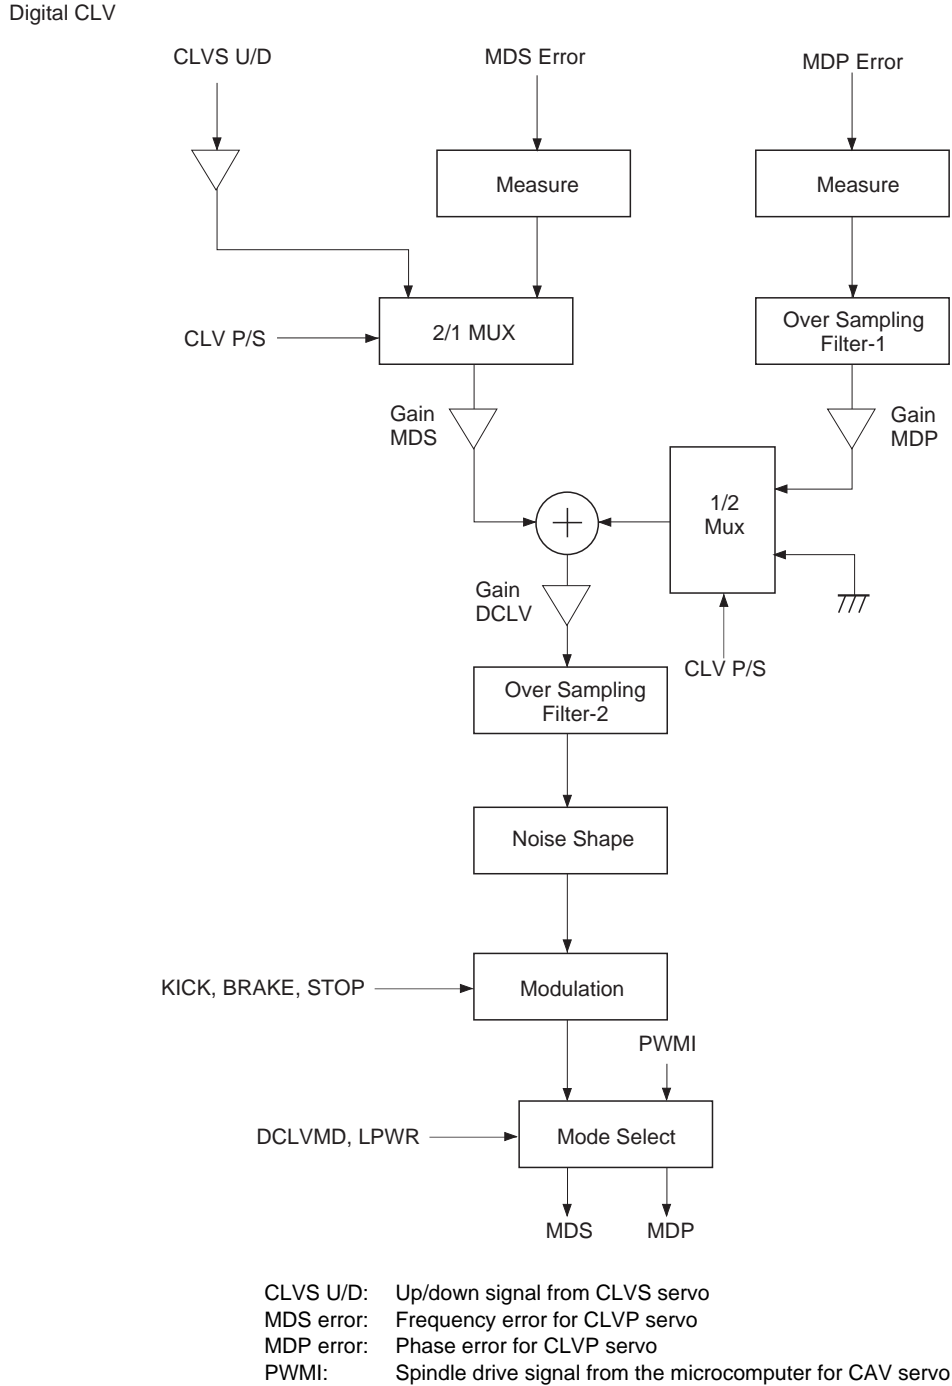 Digital CLV
CLVS U/D
MDS Error
MDP Error
Measure
Measure
CLV P/S
2/1 MUX
Over Sampling
Filter-1
Gain
MDS
Gain
MDP
1/2
Mux
Gain
DCLV
CLV P/S
Over Sampling
Filter-2
Noise Shape
KICK, BRAKE, STOP
Modulation
PWMI
DCLVMD, LPWR
Mode Select
MDS
MDP
CLVS U/D: Up/down signal from CLVS servo
MDS error: Frequency error for CLVP servo
MDP error: Phase error for CLVP servo
PWMI: Spindle drive signal from the microcomputer for CAV servo